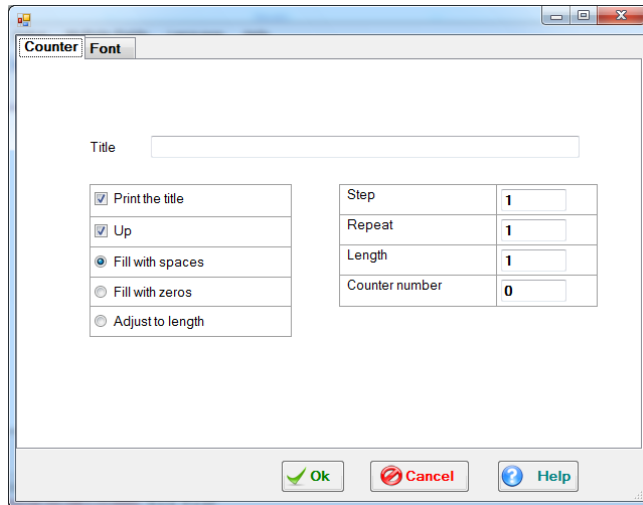 Counter Font
Title
Print the title
Up
Fill with spaces
Fill with zeros
Adjust to length
Step 1
Repeat 1
Length 1
Counter number 0
Ok Cancel Help